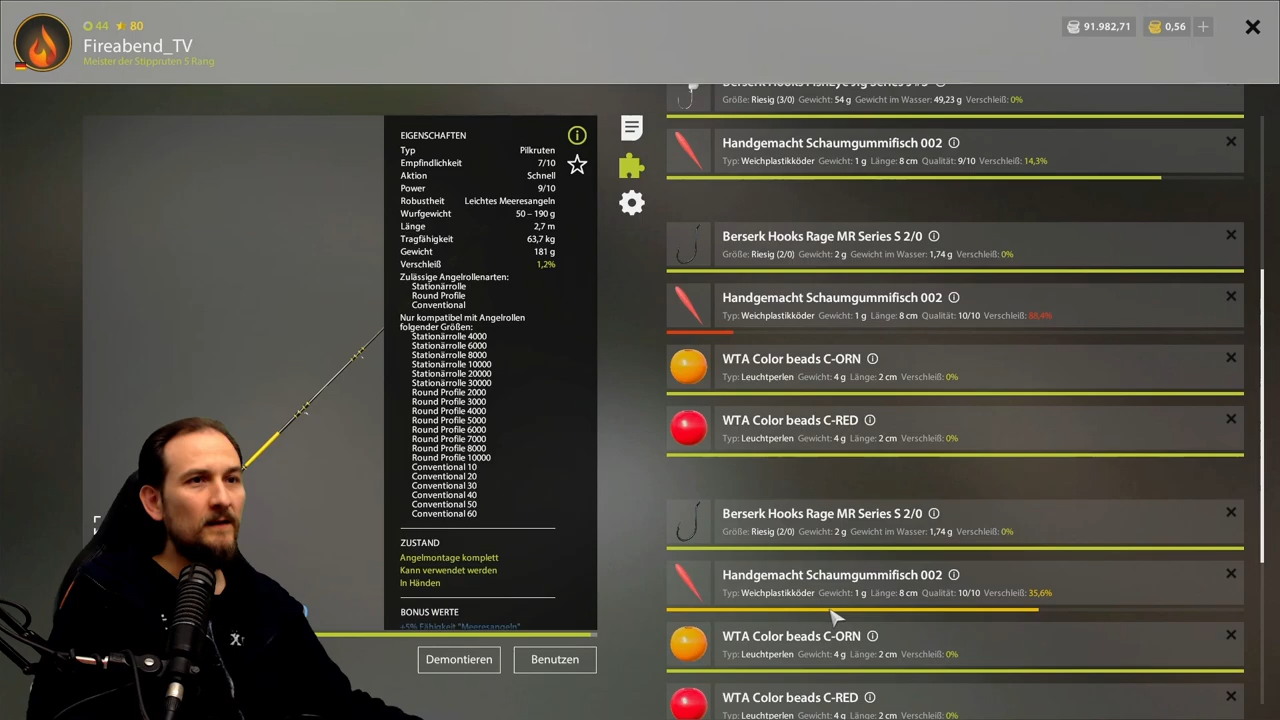 44 80
Fireabend_TV
Meister der Stippruten 5 Rang
91.982,71
0,56
EIGENSCHAFTEN
Typ Pilkruten
Empfindlichkeit 7/10
Aktion Schnell
Power 9/10
Robustheit Leichtes Meeresangeln
Wurfgewicht 50 – 190 g
Länge 2,7 m
Tragfähigkeit 63,7 kg
Gewicht 181 g
Verschleiß 1,2%
Zulässige Angelrollenarten:
Stationärrolle
Round Profile
Conventional
Nur kompatibel mit Angelrollen
folgender Größen:
Stationärrolle 4000
Stationärrolle 6000
Stationärrolle 8000
Stationärrolle 10000
Stationärrolle 20000
Stationärrolle 30000
Round Profile 2000
Round Profile 3000
Round Profile 4000
Round Profile 5000
Round Profile 6000
Round Profile 7000
Round Profile 8000
Round Profile 10000
Conventional 10
Conventional 20
Conventional 30
Conventional 40
Conventional 50
Conventional 60
ZUSTAND
Angelmontage komplett
Kann verwendet werden
In Händen
BONUS WERTE
+5% Fähigkeit "Meeresangeln"
Demontieren
Benutzen
Größe: Riesig (3/0) Gewicht: 54 g Gewicht im Wasser: 49,23 g Verschleiß: 0%
Handgemacht Schaumgummifisch 002
Typ: Weichplastikköder Gewicht: 1 g Länge: 8 cm Qualität: 9/10 Verschleiß: 14,3%
Berserk Hooks Rage MR Series S 2/0
Größe: Riesig (2/0) Gewicht: 2 g Gewicht im Wasser: 1,74 g Verschleiß: 0%
Handgemacht Schaumgummifisch 002
Typ: Weichplastikköder Gewicht: 1 g Länge: 8 cm Qualität: 10/10 Verschleiß: 88,4%
WTA Color beads C-ORN
Typ: Leuchtperlen Gewicht: 4 g Länge: 2 cm Verschleiß: 0%
WTA Color beads C-RED
Typ: Leuchtperlen Gewicht: 4 g Länge: 2 cm Verschleiß: 0%
Berserk Hooks Rage MR Series S 2/0
Größe: Riesig (2/0) Gewicht: 2 g Gewicht im Wasser: 1,74 g Verschleiß: 0%
Handgemacht Schaumgummifisch 002
Typ: Weichplastikköder Gewicht: 1 g Länge: 8 cm Qualität: 10/10 Verschleiß: 35,6%
WTA Color beads C-ORN
Typ: Leuchtperlen Gewicht: 4 g Länge: 2 cm Verschleiß: 0%
WTA Color beads C-RED
Typ: Leuchtperlen Gewicht: 4 g Länge: 2 cm Verschleiß: 0%